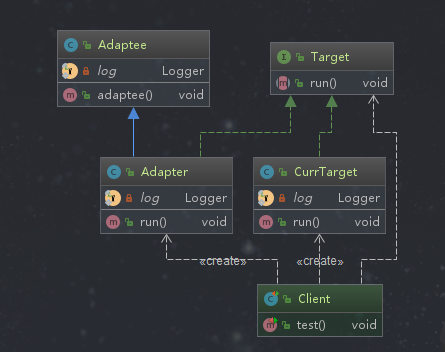 Adaptee
log Logger
adaptee() void
Target
run() void
Adapter
log Logger
run() void
CurrTarget
log Logger
run() void
«create»
«create»
Client
test() void